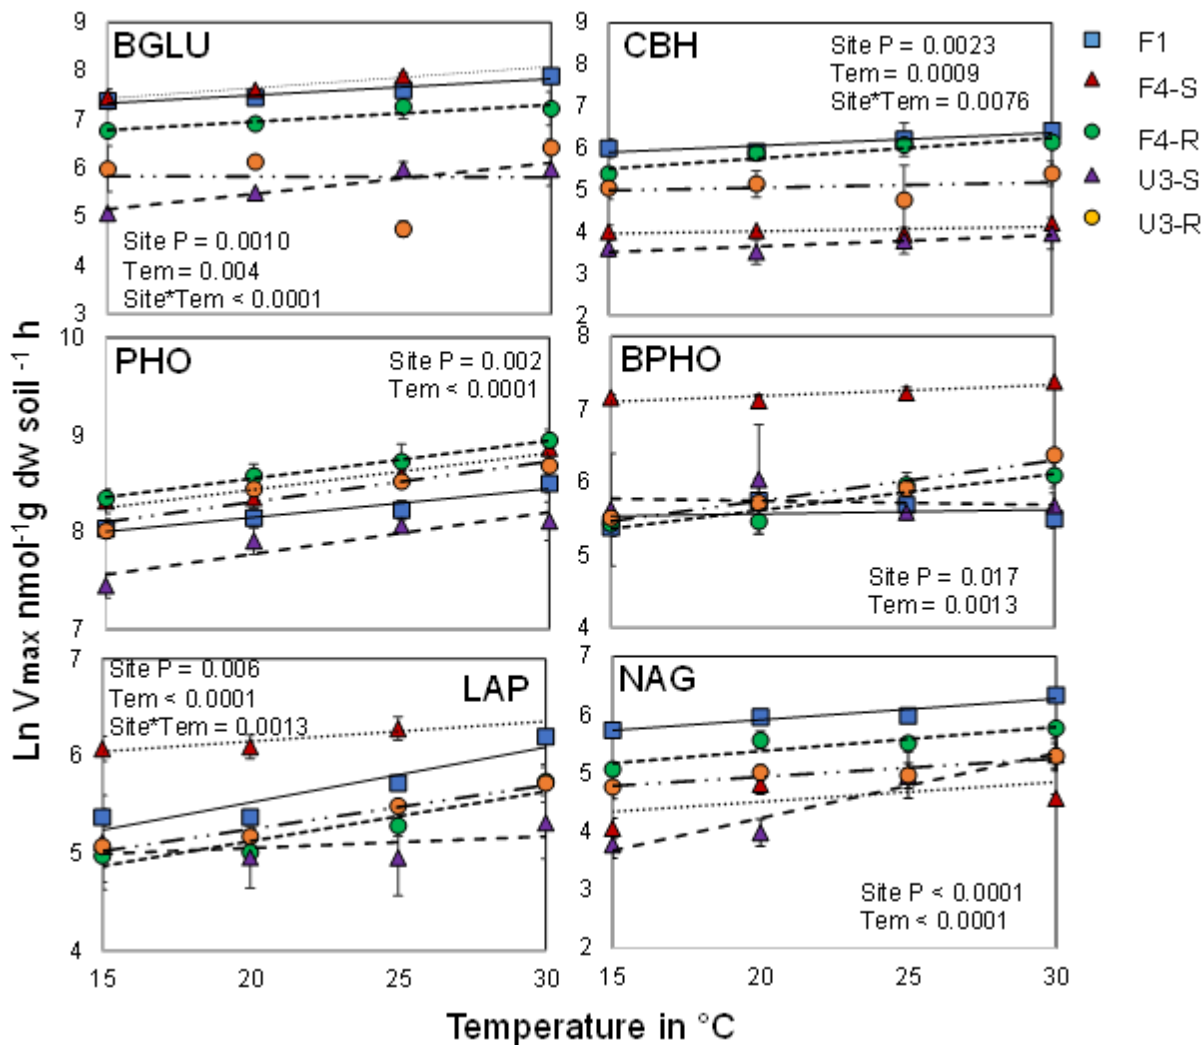 9
8
7
6
5
4
3
BGLU
Site P = 0.0010
Tem = 0.004
Site*Tem < 0.0001
9
8
7
6
5
4
3
2
CBH
Site P = 0.0023
Tem = 0.0009
Site*Tem = 0.0076
F1
F4-S
F4-R
U3-S
U3-R
10
9
8
7
PHO
Site P = 0.002
Tem < 0.0001
8
7
6
5
4
BPHO
Site P = 0.017
Tem = 0.0013
7
6
5
4
Site P = 0.006
Tem < 0.0001
Site*Tem = 0.0013
LAP
15 20 25 30
7
6
5
4
3
2
NAG
Site P < 0.0001
Tem < 0.0001
15 20 25 30
Ln Vmax nmol⁻¹g dw soil ⁻¹ h
Temperature in °C